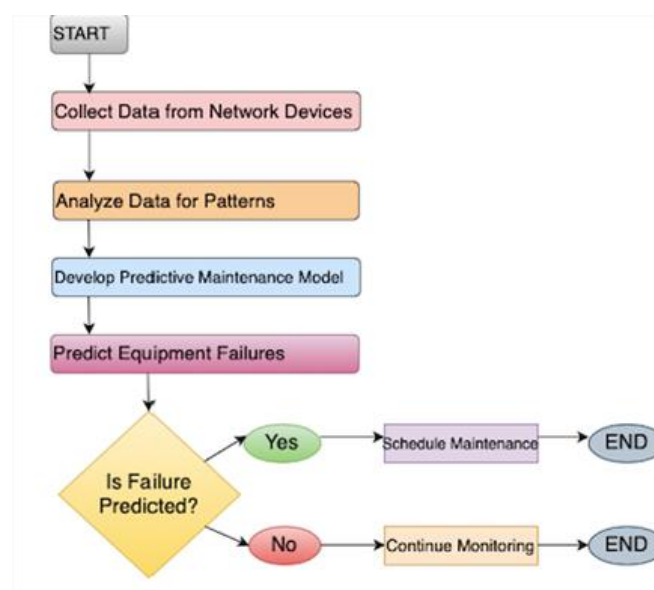 START
Collect Data from Network Devices
Analyze Data for Patterns
Develop Predictive Maintenance Model
Predict Equipment Failures
Is Failure
Predicted?
Yes
Schedule Maintenance
END
No
Continue Monitoring
END